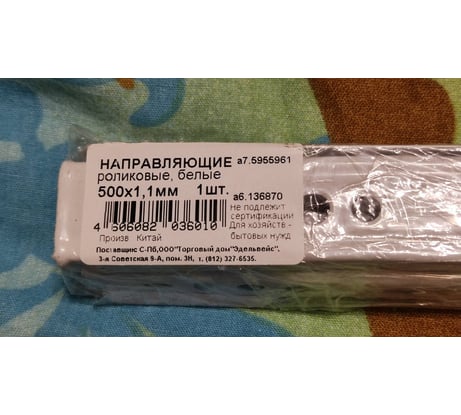 НАПРАВЛЯЮЩИЕ а7.5955961
роликовые, белые
500х1,1мм 1шт. а6.136870
Не подлежит
сертификации
Для хозяйств.-
бытовых нужд
4 606082 036010
Произв Китай
Поставщик С-Пб,ООО"Торговый дом"Эдельвейс",
3-я Советская 9-А, пом. 3Н, т. (812) 327-6535.